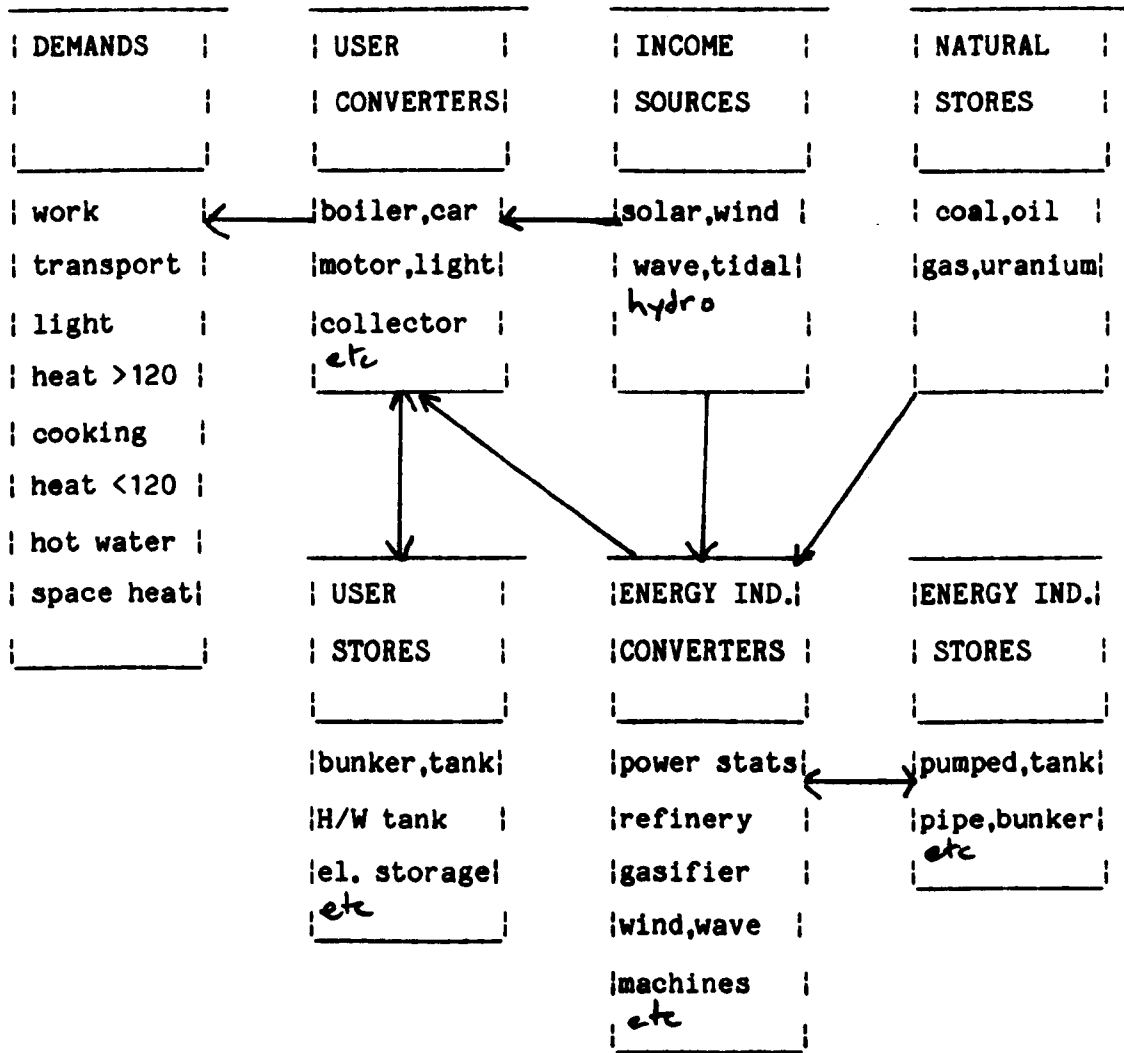 DEMANDS
USER
CONVERTERS
INCOME
SOURCES
NATURAL
STORES
work
transport
light
heat >120
cooking
heat <120
hot water
space heat
boiler,car
motor,light
collector
etc
solar,wind
wave,tidal
hydro
coal,oil
gas,uranium
USER
STORES
bunker,tank
H/W tank
el. storage
etc
ENERGY IND.
CONVERTERS
power stats
refinery
gasifier
wind,wave
machines
etc
ENERGY IND.
STORES
pumped,tank
pipe,bunker
etc